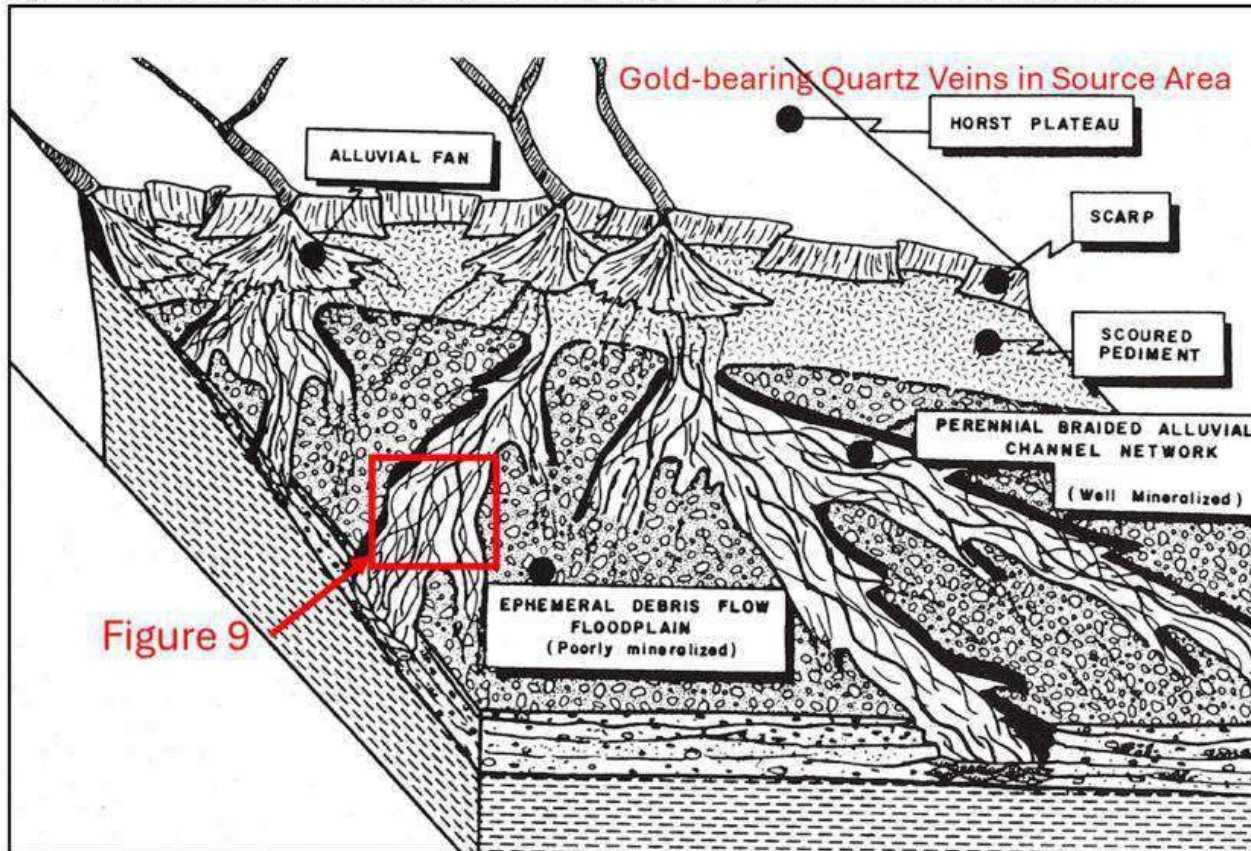 Gold-bearing Quartz Veins in Source Area
HORST PLATEAU
ALLUVIAL FAN
SCARP
SCOURED
PEDIMENT
PERENNIAL BRAIDED ALLUVIAL
CHANNEL NETWORK
(Well Mineralized)
EPHEMERAL DEBRIS FLOW
FLOODPLAIN
(Poorly mineralized)
Figure 9